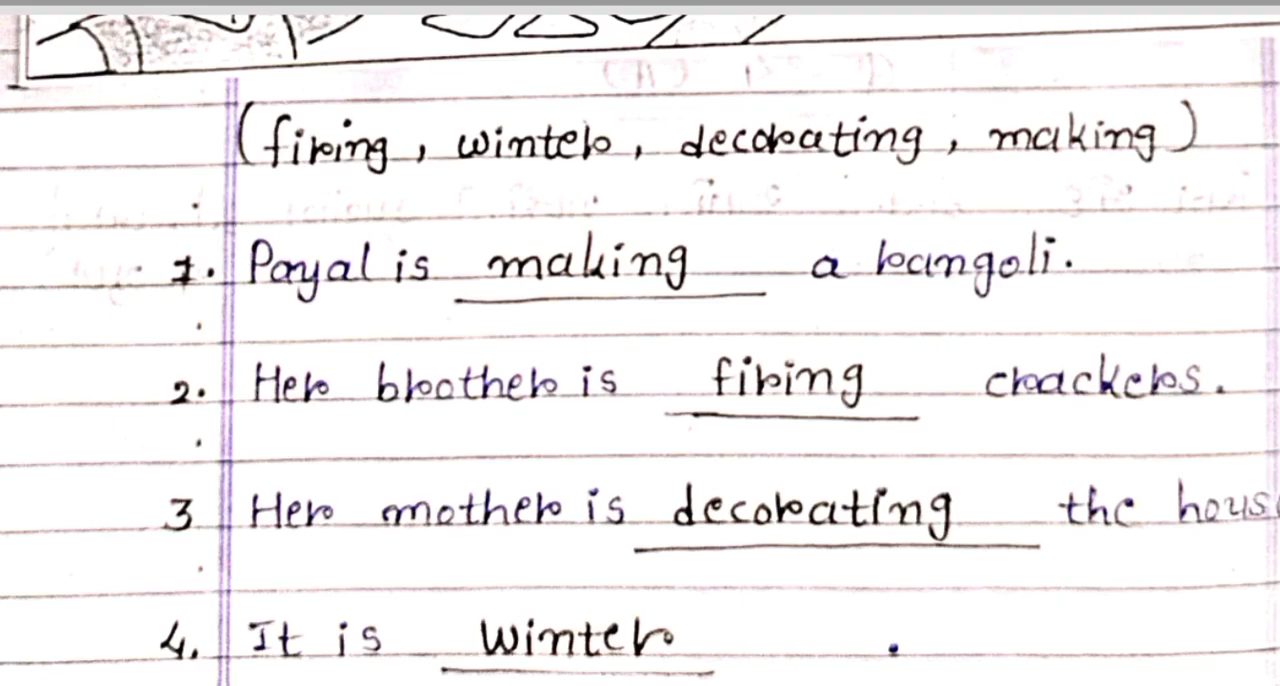 (firing, winter, decorating, making)
1. Payal is making a rangoli.
2. Her brother is firing crackers.
3 Her mother is decorating the hous
4. It is winter .